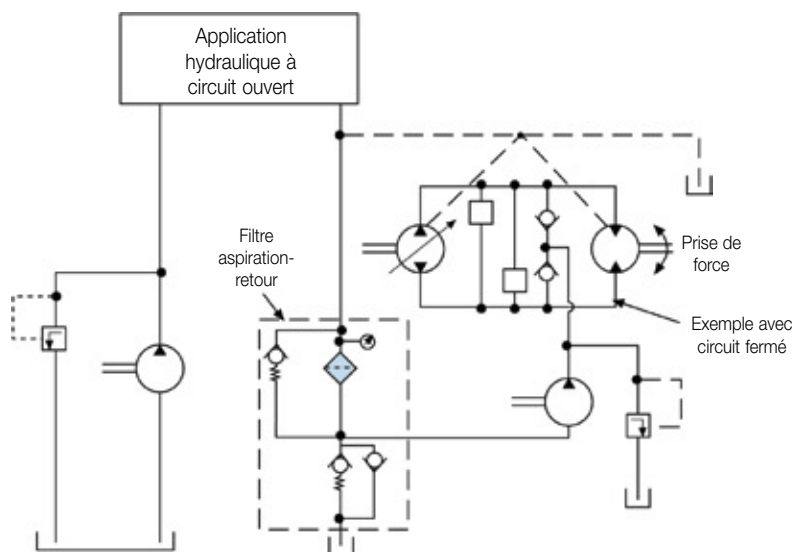 Application
hydraulique à
circuit ouvert
Filtre
aspiration-
retour
Prise de
force
Exemple avec
circuit fermé